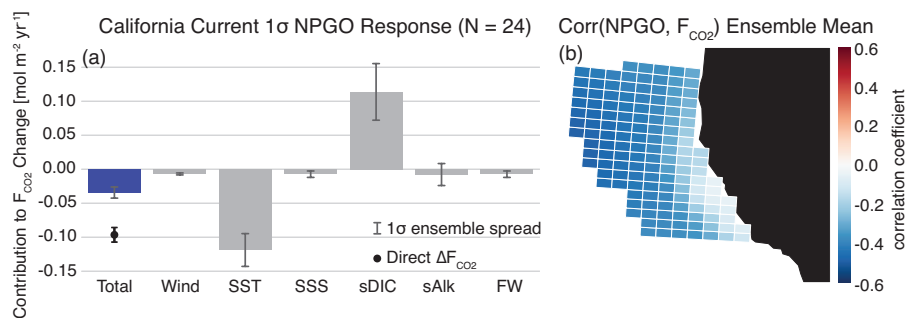 California Current 1σ NPGO Response (N = 24)
(a)
Contribution to F_CO2 Change [mol m⁻² yr⁻¹]
0.15
0.10
0.05
0.00
-0.05
-0.10
-0.15
1σ ensemble spread
Direct ΔF_CO2
Total Wind SST SSS sDIC sAlk FW
Corr(NPGO, F_CO2) Ensemble Mean
(b)
0.6
0.4
0.2
0.0
-0.2
-0.4
-0.6
correlation coefficient